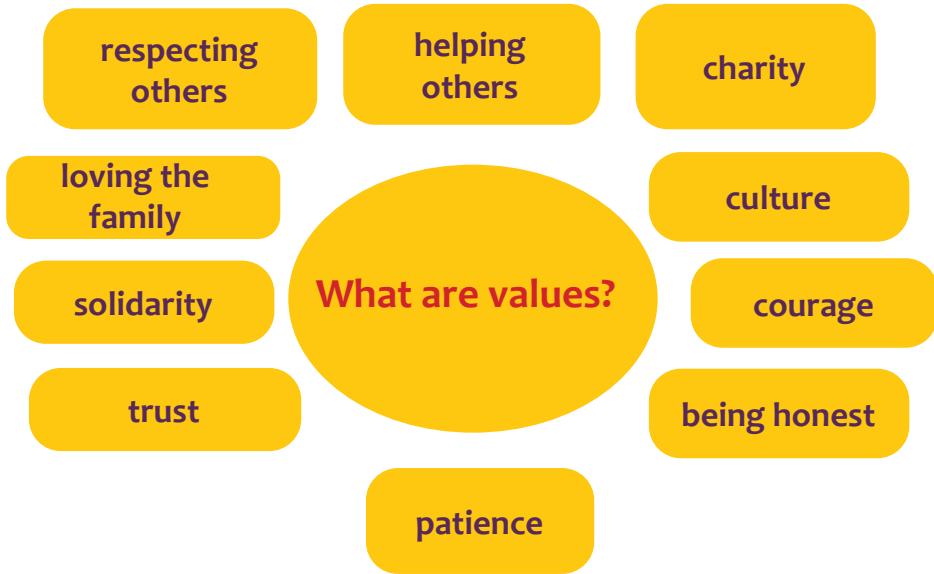 respecting
others
helping
others
charity
loving the
family
culture
What are values?
solidarity
courage
trust
being honest
patience